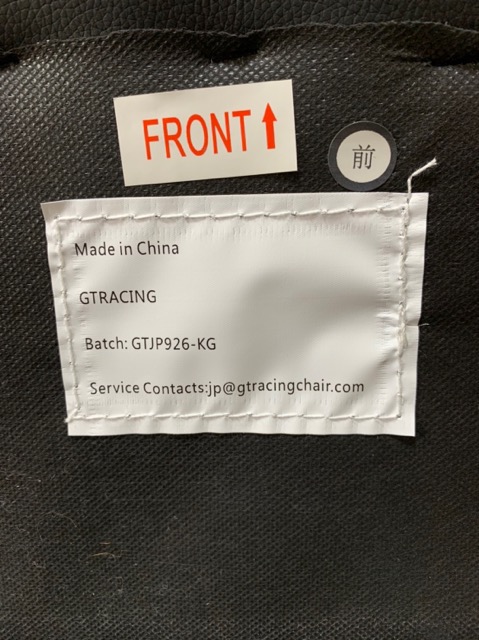 FRONT↑
前
Made in China
GTRACING
Batch: GTJP926-KG
Service Contacts:jp@gtracingchair.com